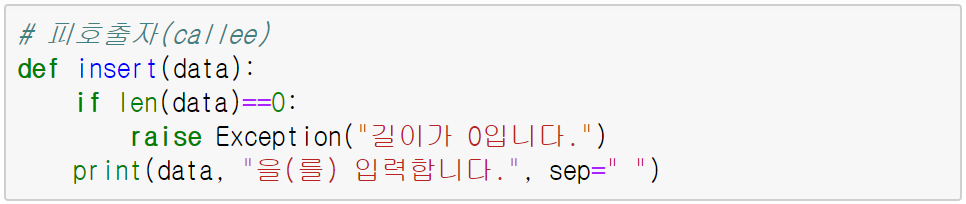 # 피호출자(callee)
def insert(data):
    if len(data)==0:
        raise Exception("길이가 0입니다.")
    print(data, "을(를) 입력합니다.", sep=" ")